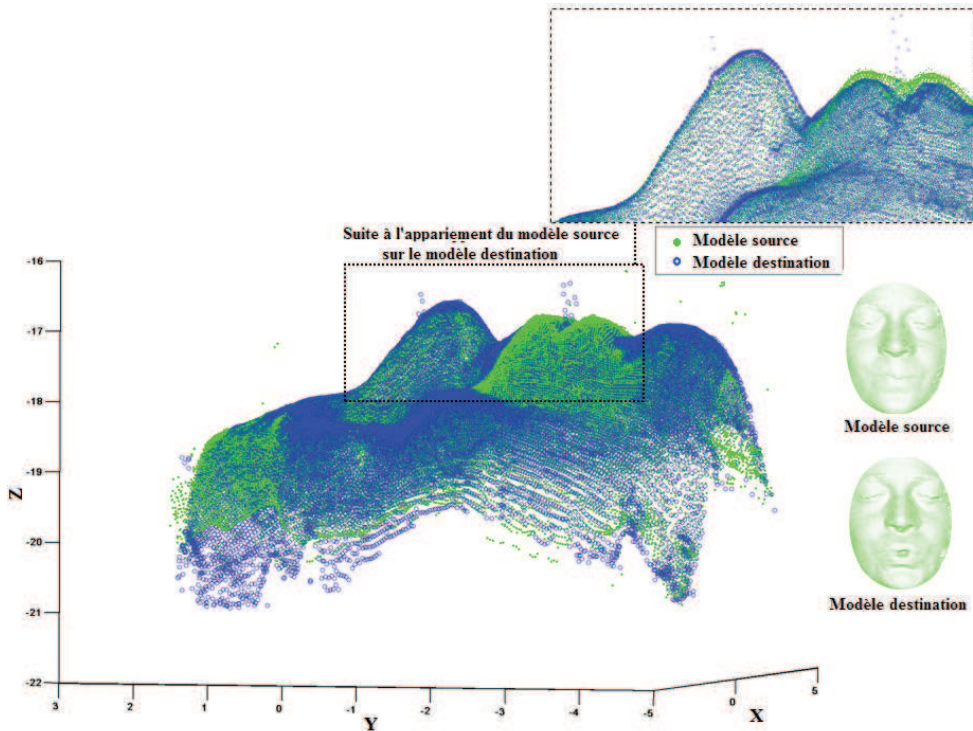 Suite à l'appariement du modèle source
sur le modèle destination
Modèle source
Modèle destination
-16
-17
-18
-19
-20
-21
-22
Z
3
2
1
0
-1
-2
-3
-4
-5
Y
0
5
X
Modèle source
Modèle destination